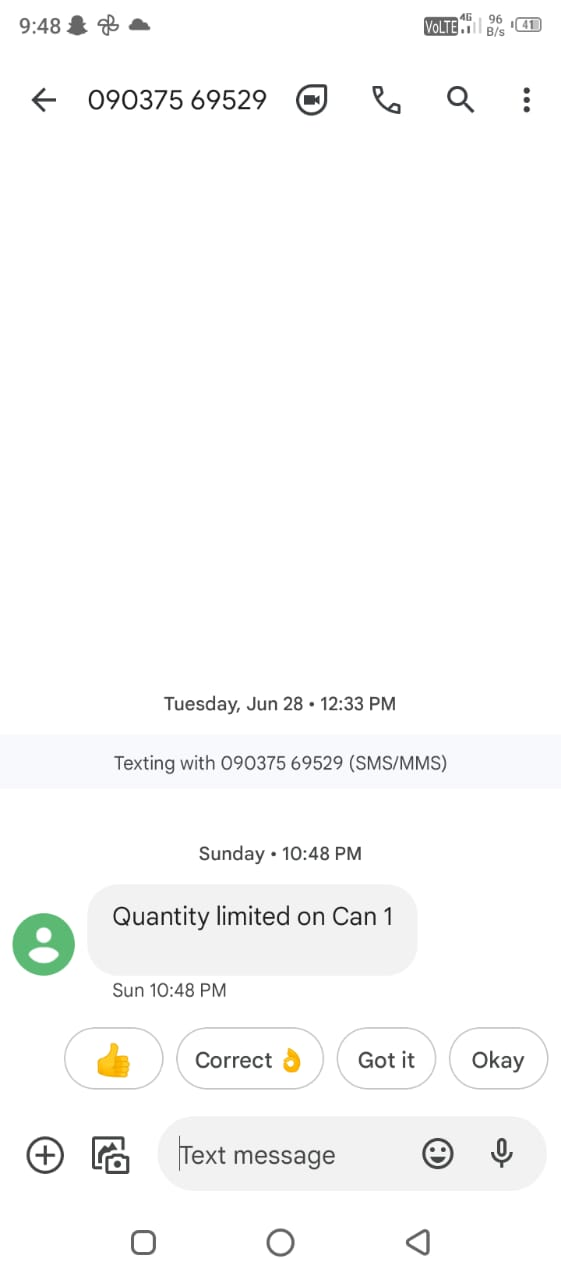 9:48
VoLTE 4G 96 B/s 41
090375 69529
Tuesday, Jun 28 • 12:33 PM
Texting with 090375 69529 (SMS/MMS)
Sunday • 10:48 PM
Quantity limited on Can 1
Sun 10:48 PM
👍 Correct 👌 Got it Okay
Text message